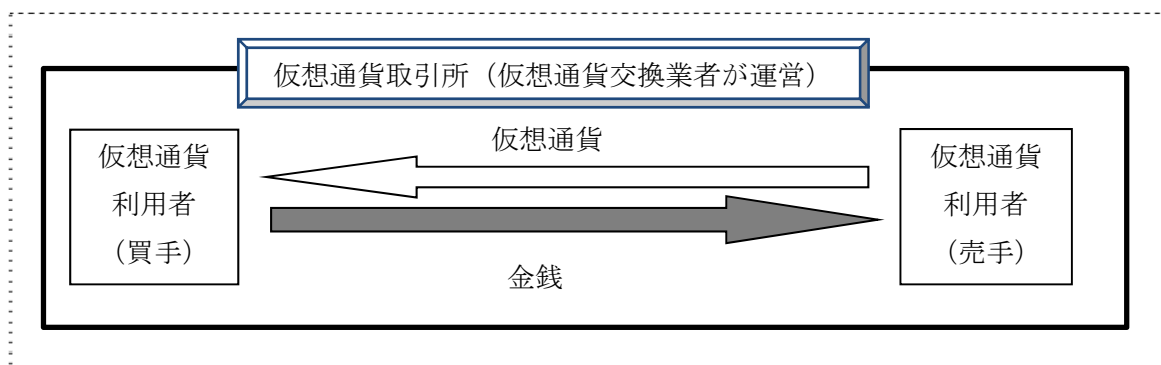 仮想通貨取引所（仮想通貨交換業者が運営）
仮想通貨
仮想通貨
利用者
（買手）
仮想通貨
利用者
（売手）
金銭